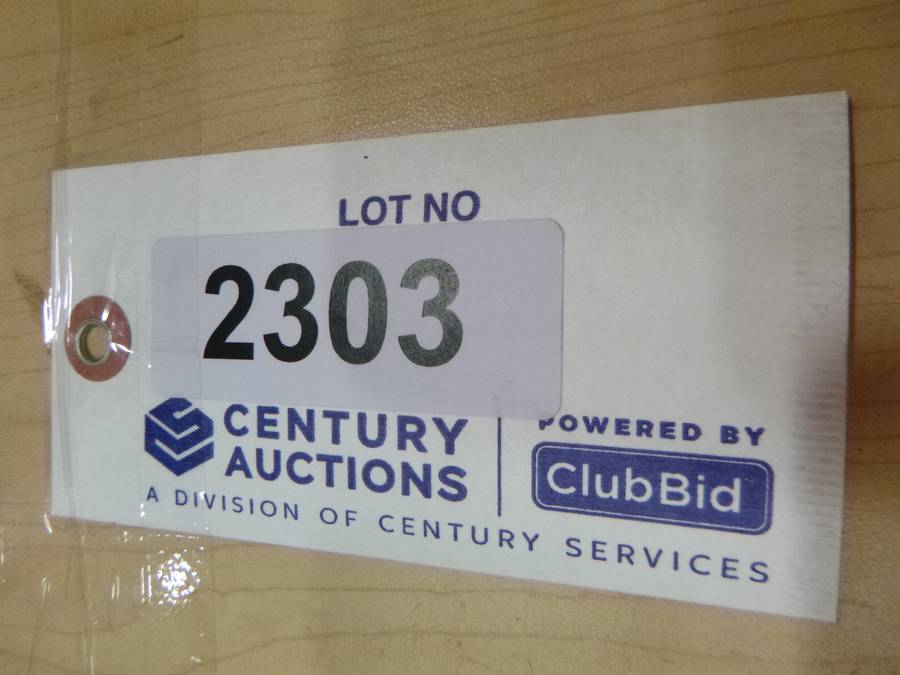 LOT NO
2303
CENTURY
AUCTIONS
A DIVISION OF CENTURY SERVICES
POWERED BY
ClubBid